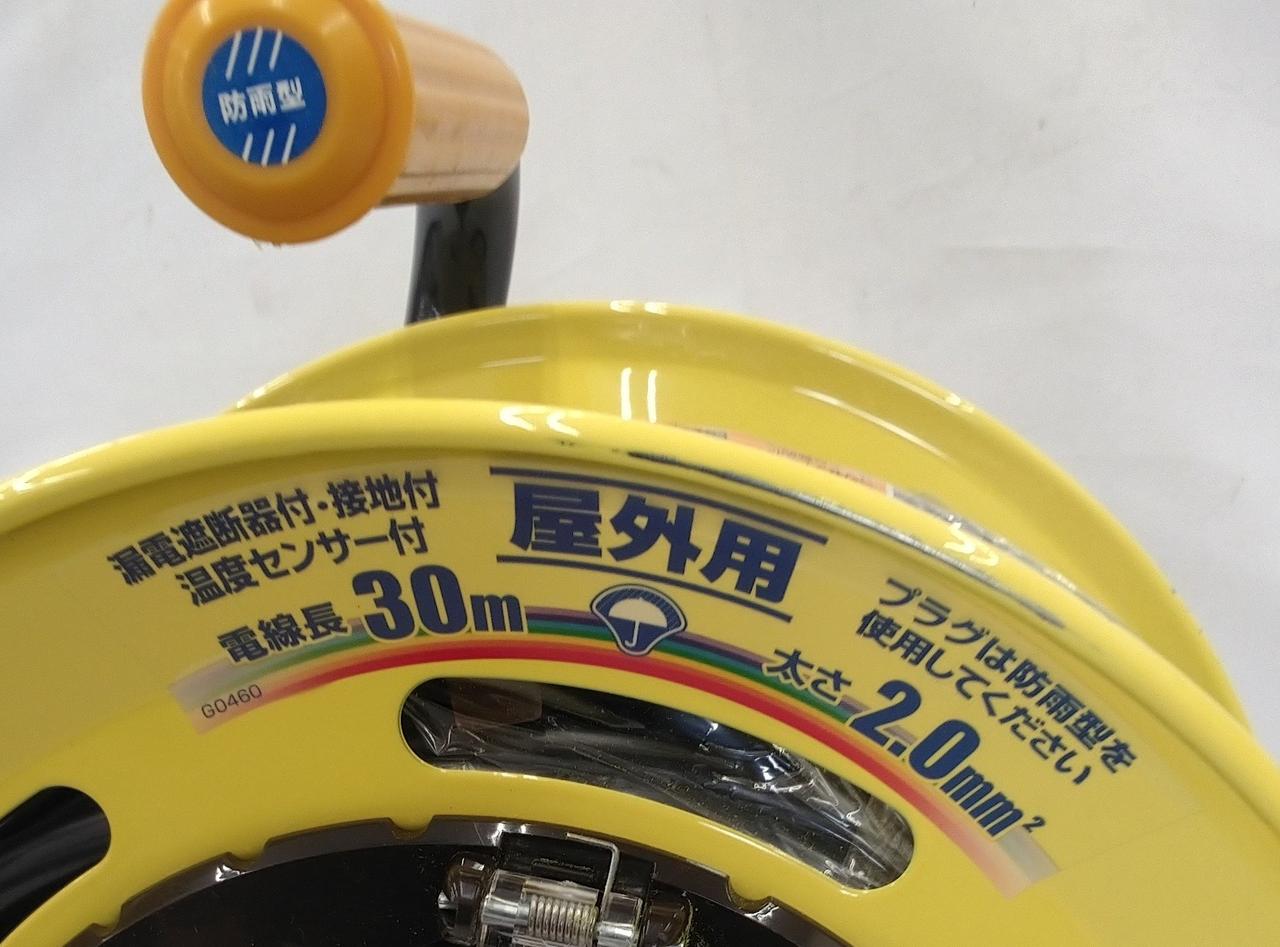 防雨型
漏電遮断器付・接地付
温度センサー付
電線長 30m
屋外用
プラグは防雨型を
使用してください
太さ 2.0mm²
G0460